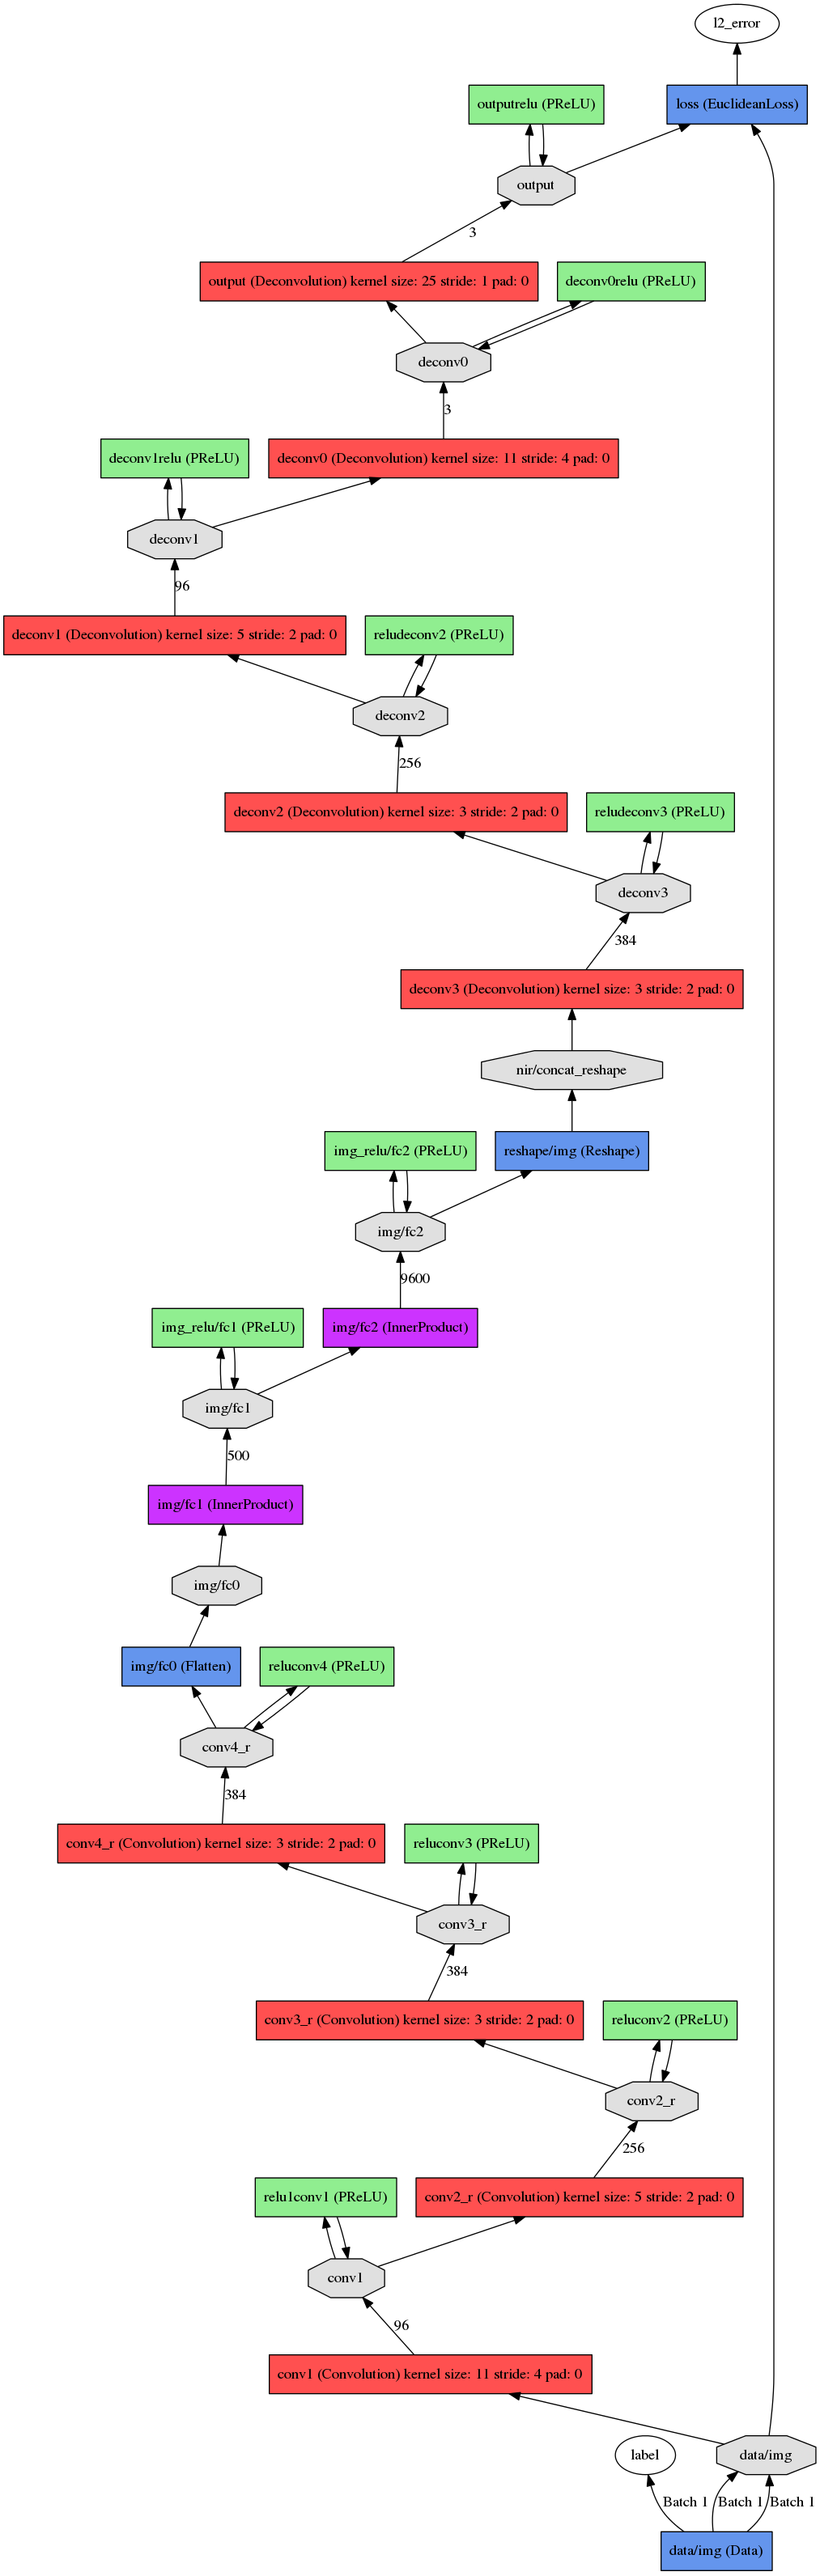 l2_error
outputrelu (PReLU)
loss (EuclideanLoss)
output
3
output (Deconvolution) kernel size: 25 stride: 1 pad: 0
deconv0relu (PReLU)
deconv0
3
deconv1relu (PReLU)
deconv0 (Deconvolution) kernel size: 11 stride: 4 pad: 0
deconv1
96
deconv1 (Deconvolution) kernel size: 5 stride: 2 pad: 0
reludeconv2 (PReLU)
deconv2
256
deconv2 (Deconvolution) kernel size: 3 stride: 2 pad: 0
reludeconv3 (PReLU)
deconv3
384
deconv3 (Deconvolution) kernel size: 3 stride: 2 pad: 0
nir/concat_reshape
img_relu/fc2 (PReLU)
reshape/img (Reshape)
img/fc2
9600
img_relu/fc1 (PReLU)
img/fc2 (InnerProduct)
img/fc1
500
img/fc1 (InnerProduct)
img/fc0
img/fc0 (Flatten)
reluconv4 (PReLU)
conv4_r
384
conv4_r (Convolution) kernel size: 3 stride: 2 pad: 0
reluconv3 (PReLU)
conv3_r
384
conv3_r (Convolution) kernel size: 3 stride: 2 pad: 0
reluconv2 (PReLU)
conv2_r
256
relu1conv1 (PReLU)
conv2_r (Convolution) kernel size: 5 stride: 2 pad: 0
conv1
96
conv1 (Convolution) kernel size: 11 stride: 4 pad: 0
label
data/img
Batch 1
Batch 1
Batch 1
data/img (Data)